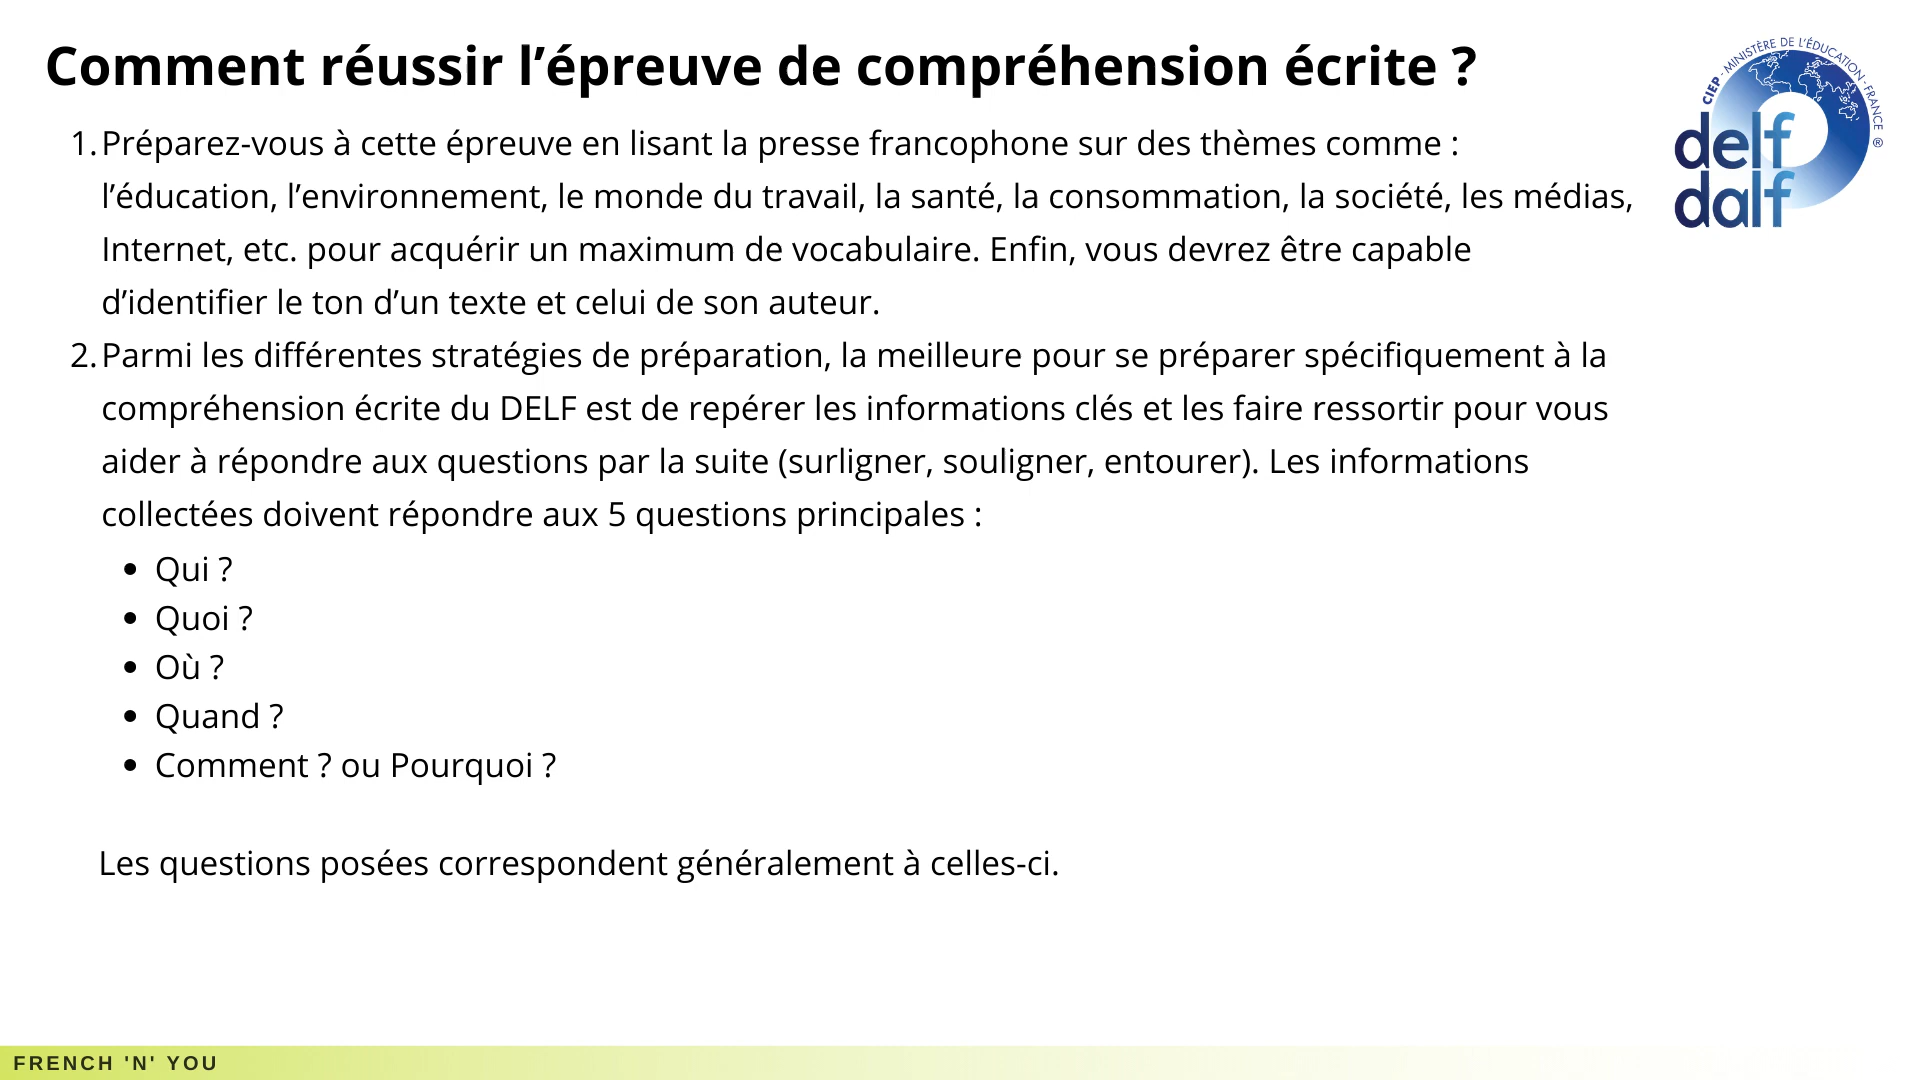 Comment réussir l’épreuve de compréhension écrite ?
CIEP - MINISTÈRE DE L'ÉDUCATION - FRANCE ®
delf
dalf
1. Préparez-vous à cette épreuve en lisant la presse francophone sur des thèmes comme :
l’éducation, l’environnement, le monde du travail, la santé, la consommation, la société, les médias,
Internet, etc. pour acquérir un maximum de vocabulaire. Enfin, vous devrez être capable
d’identifier le ton d’un texte et celui de son auteur.
2. Parmi les différentes stratégies de préparation, la meilleure pour se préparer spécifiquement à la
compréhension écrite du DELF est de repérer les informations clés et les faire ressortir pour vous
aider à répondre aux questions par la suite (surligner, souligner, entourer). Les informations
collectées doivent répondre aux 5 questions principales :
• Qui ?
• Quoi ?
• Où ?
• Quand ?
• Comment ? ou Pourquoi ?
Les questions posées correspondent généralement à celles-ci.
FRENCH 'N' YOU